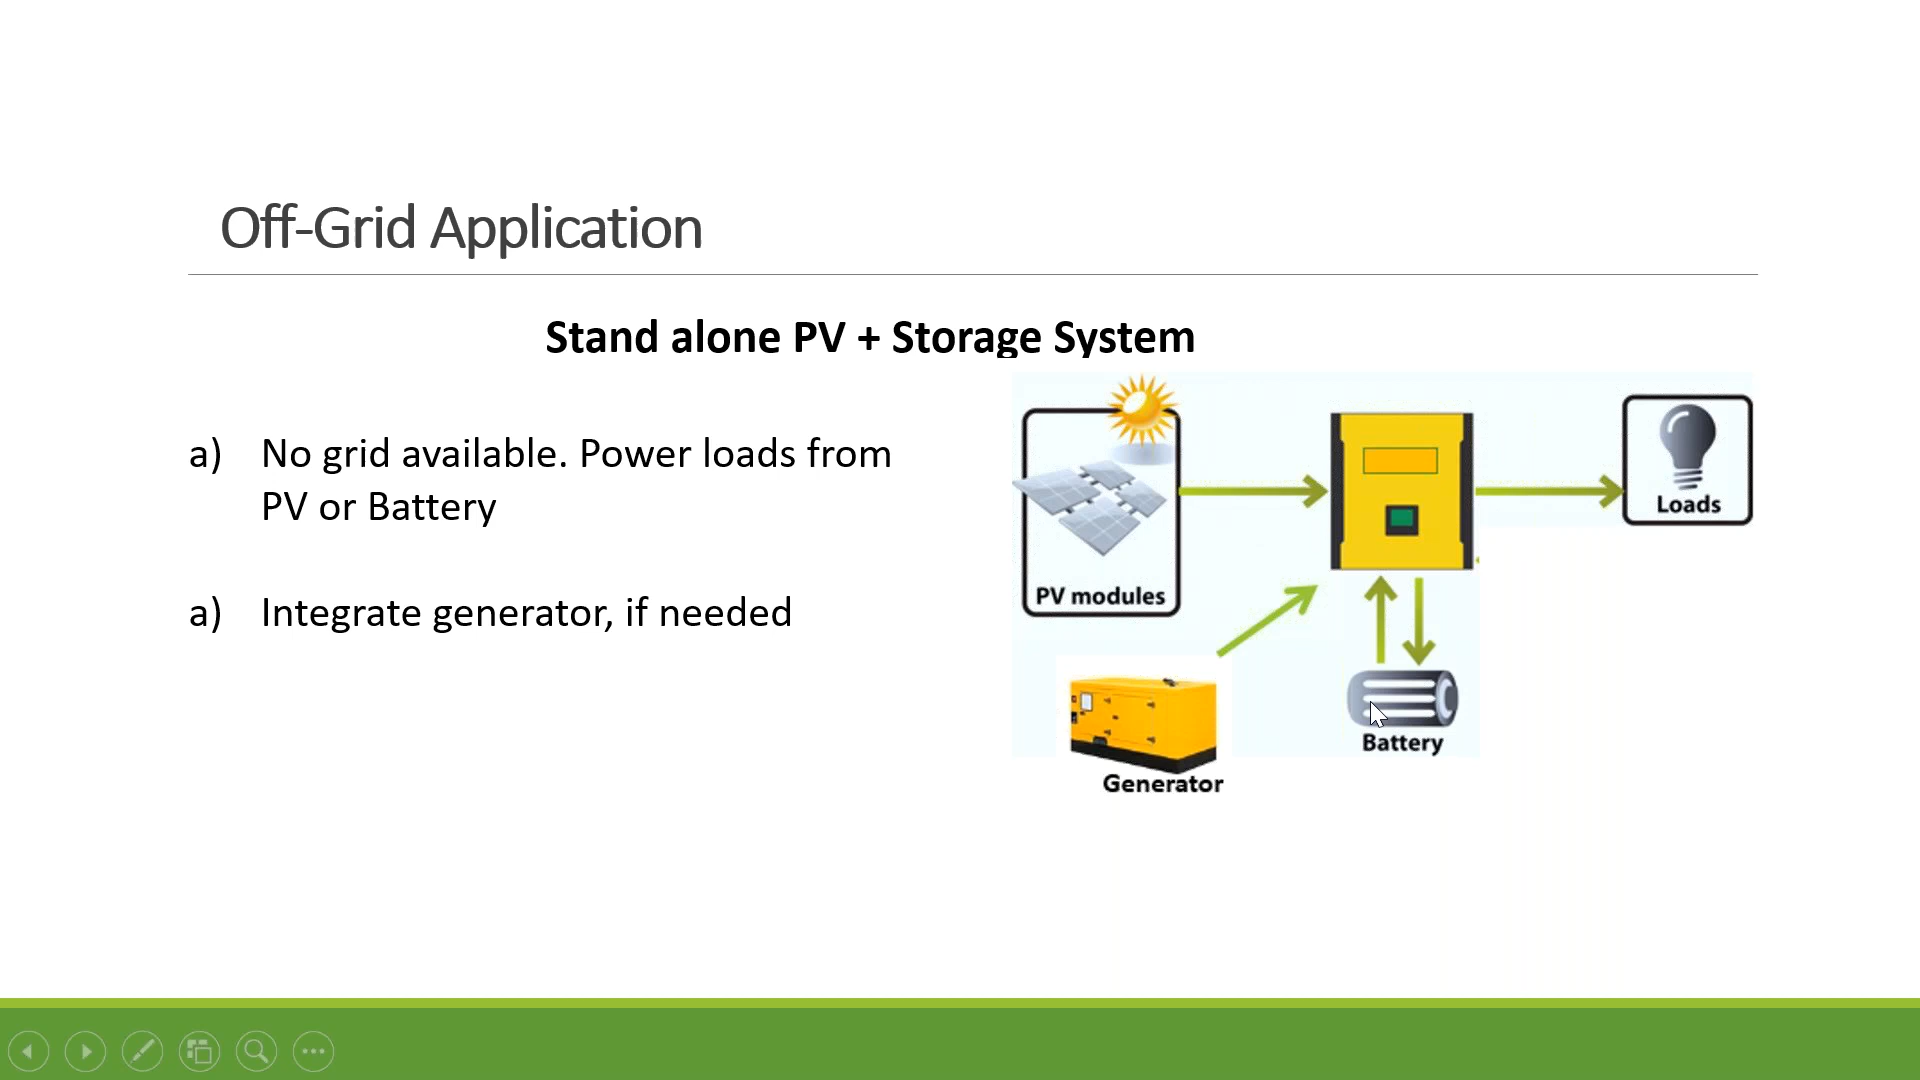 Off-Grid Application
Stand alone PV + Storage System
a) No grid available. Power loads from
PV or Battery
a) Integrate generator, if needed
PV modules
Loads
Battery
Generator